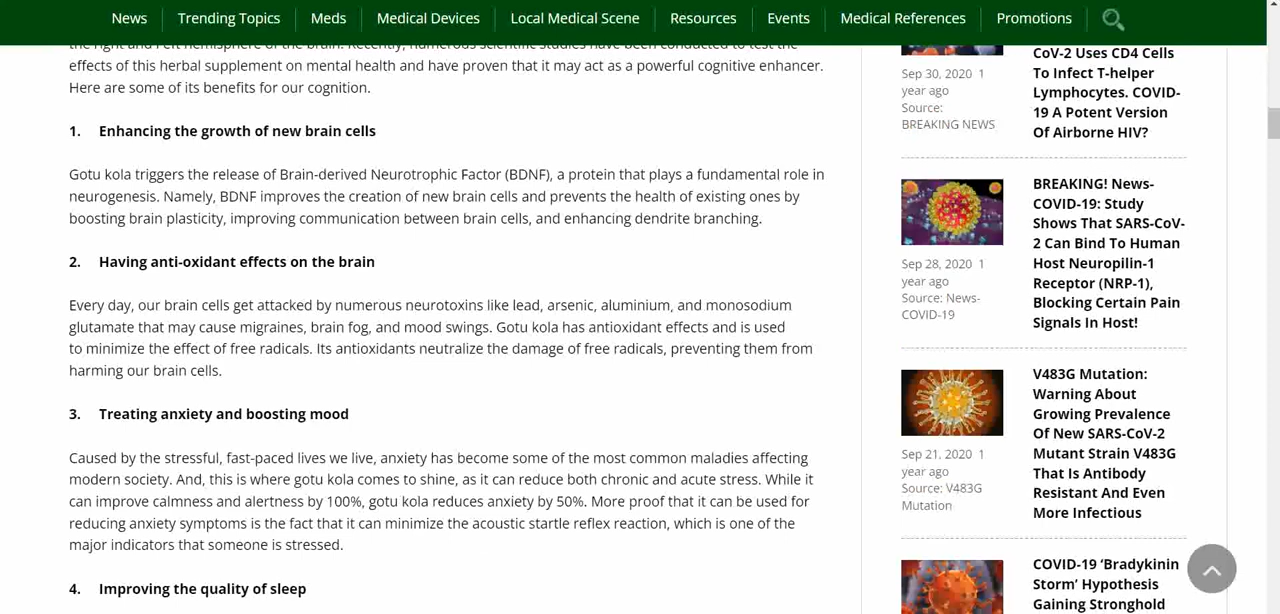 News
Trending Topics
Meds
Medical Devices
Local Medical Scene
Resources
Events
Medical References
Promotions
the right and left hemisphere of the brain. Recently, numerous scientific studies have been conducted to test the
effects of this herbal supplement on mental health and have proven that it may act as a powerful cognitive enhancer.
Here are some of its benefits for our cognition.
1. Enhancing the growth of new brain cells
Gotu kola triggers the release of Brain-derived Neurotrophic Factor (BDNF), a protein that plays a fundamental role in
neurogenesis. Namely, BDNF improves the creation of new brain cells and prevents the health of existing ones by
boosting brain plasticity, improving communication between brain cells, and enhancing dendrite branching.
2. Having anti-oxidant effects on the brain
Every day, our brain cells get attacked by numerous neurotoxins like lead, arsenic, aluminium, and monosodium
glutamate that may cause migraines, brain fog, and mood swings. Gotu kola has antioxidant effects and is used
to minimize the effect of free radicals. Its antioxidants neutralize the damage of free radicals, preventing them from
harming our brain cells.
3. Treating anxiety and boosting mood
Caused by the stressful, fast-paced lives we live, anxiety has become some of the most common maladies affecting
modern society. And, this is where gotu kola comes to shine, as it can reduce both chronic and acute stress. While it
can improve calmness and alertness by 100%, gotu kola reduces anxiety by 50%. More proof that it can be used for
reducing anxiety symptoms is the fact that it can minimize the acoustic startle reflex reaction, which is one of the
major indicators that someone is stressed.
4. Improving the quality of sleep
Sep 30, 2020 1
year ago
Source:
BREAKING NEWS
CoV-2 Uses CD4 Cells
To Infect T-helper
Lymphocytes. COVID-
19 A Potent Version
Of Airborne HIV?
Sep 28, 2020 1
year ago
Source: News-
COVID-19
BREAKING! News-
COVID-19: Study
Shows That SARS-CoV-
2 Can Bind To Human
Host Neuropilin-1
Receptor (NRP-1),
Blocking Certain Pain
Signals In Host!
Sep 21, 2020 1
year ago
Source: V483G
Mutation
V483G Mutation:
Warning About
Growing Prevalence
Of New SARS-CoV-2
Mutant Strain V483G
That Is Antibody
Resistant And Even
More Infectious
COVID-19 ‘Bradykinin
Storm’ Hypothesis
Gaining Stronghold